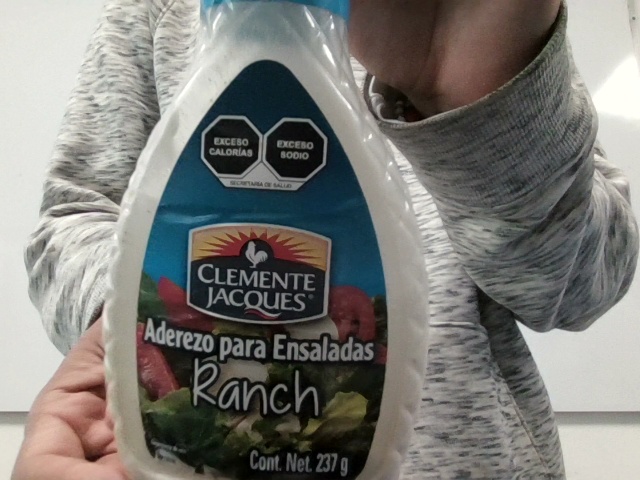 EXCESO CALORÍAS
EXCESO SODIO
SECRETARÍA DE SALUD
CLEMENTE
JACQUES®
Aderezo para Ensaladas
Ranch
Cont. Net. 237 g